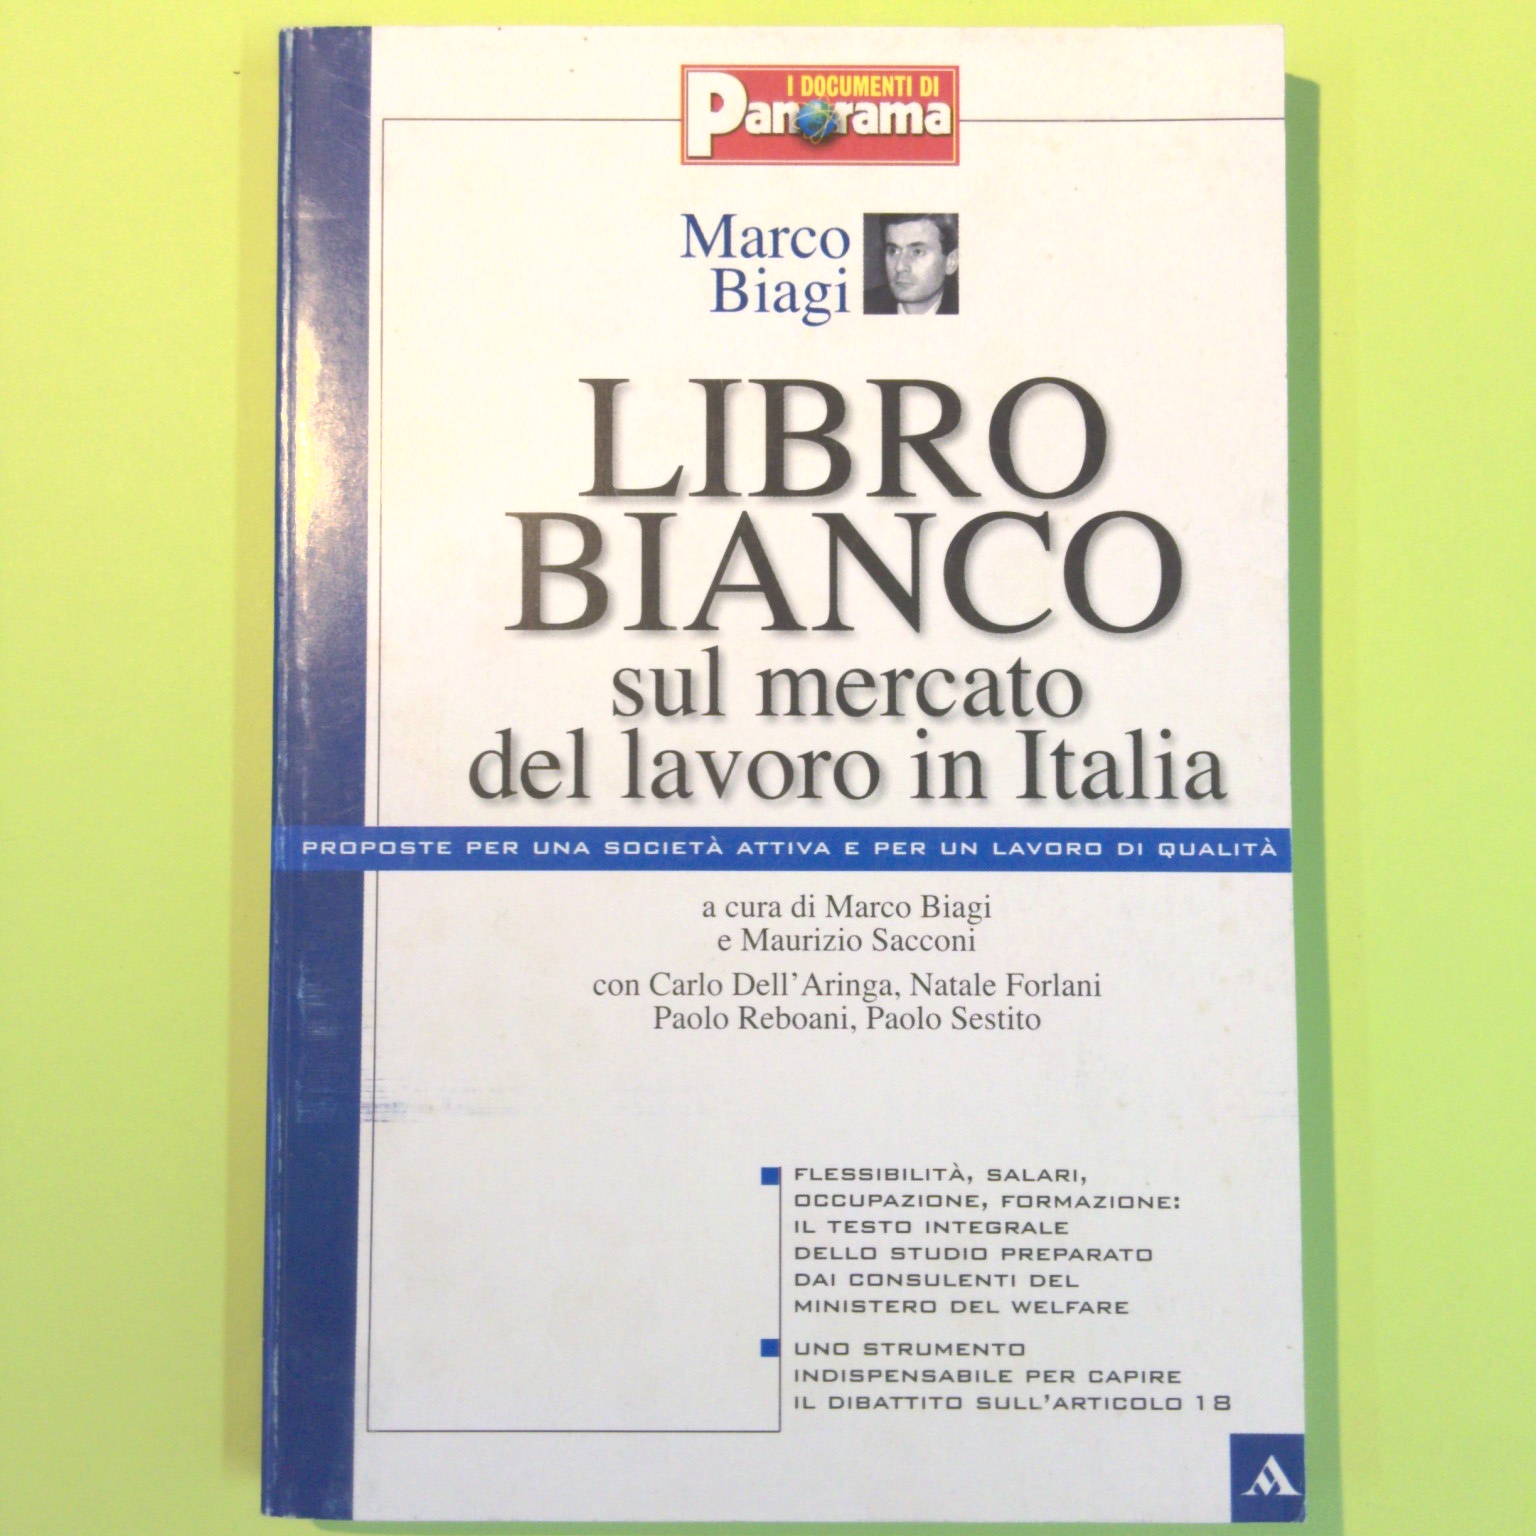 I DOCUMENTI DI
Panorama
Marco
Biagi
LIBRO
BIANCO
sul mercato
del lavoro in Italia
PROPOSTE PER UNA SOCIETÀ ATTIVA E PER UN LAVORO DI QUALITÀ
a cura di Marco Biagi
e Maurizio Sacconi
con Carlo Dell'Aringa, Natale Forlani
Paolo Reboani, Paolo Sestito
FLESSIBILITÀ, SALARI,
OCCUPAZIONE, FORMAZIONE:
IL TESTO INTEGRALE
DELLO STUDIO PREPARATO
DAI CONSULENTI DEL
MINISTERO DEL WELFARE
UNO STRUMENTO
INDISPENSABILE PER CAPIRE
IL DIBATTITO SULL'ARTICOLO 18